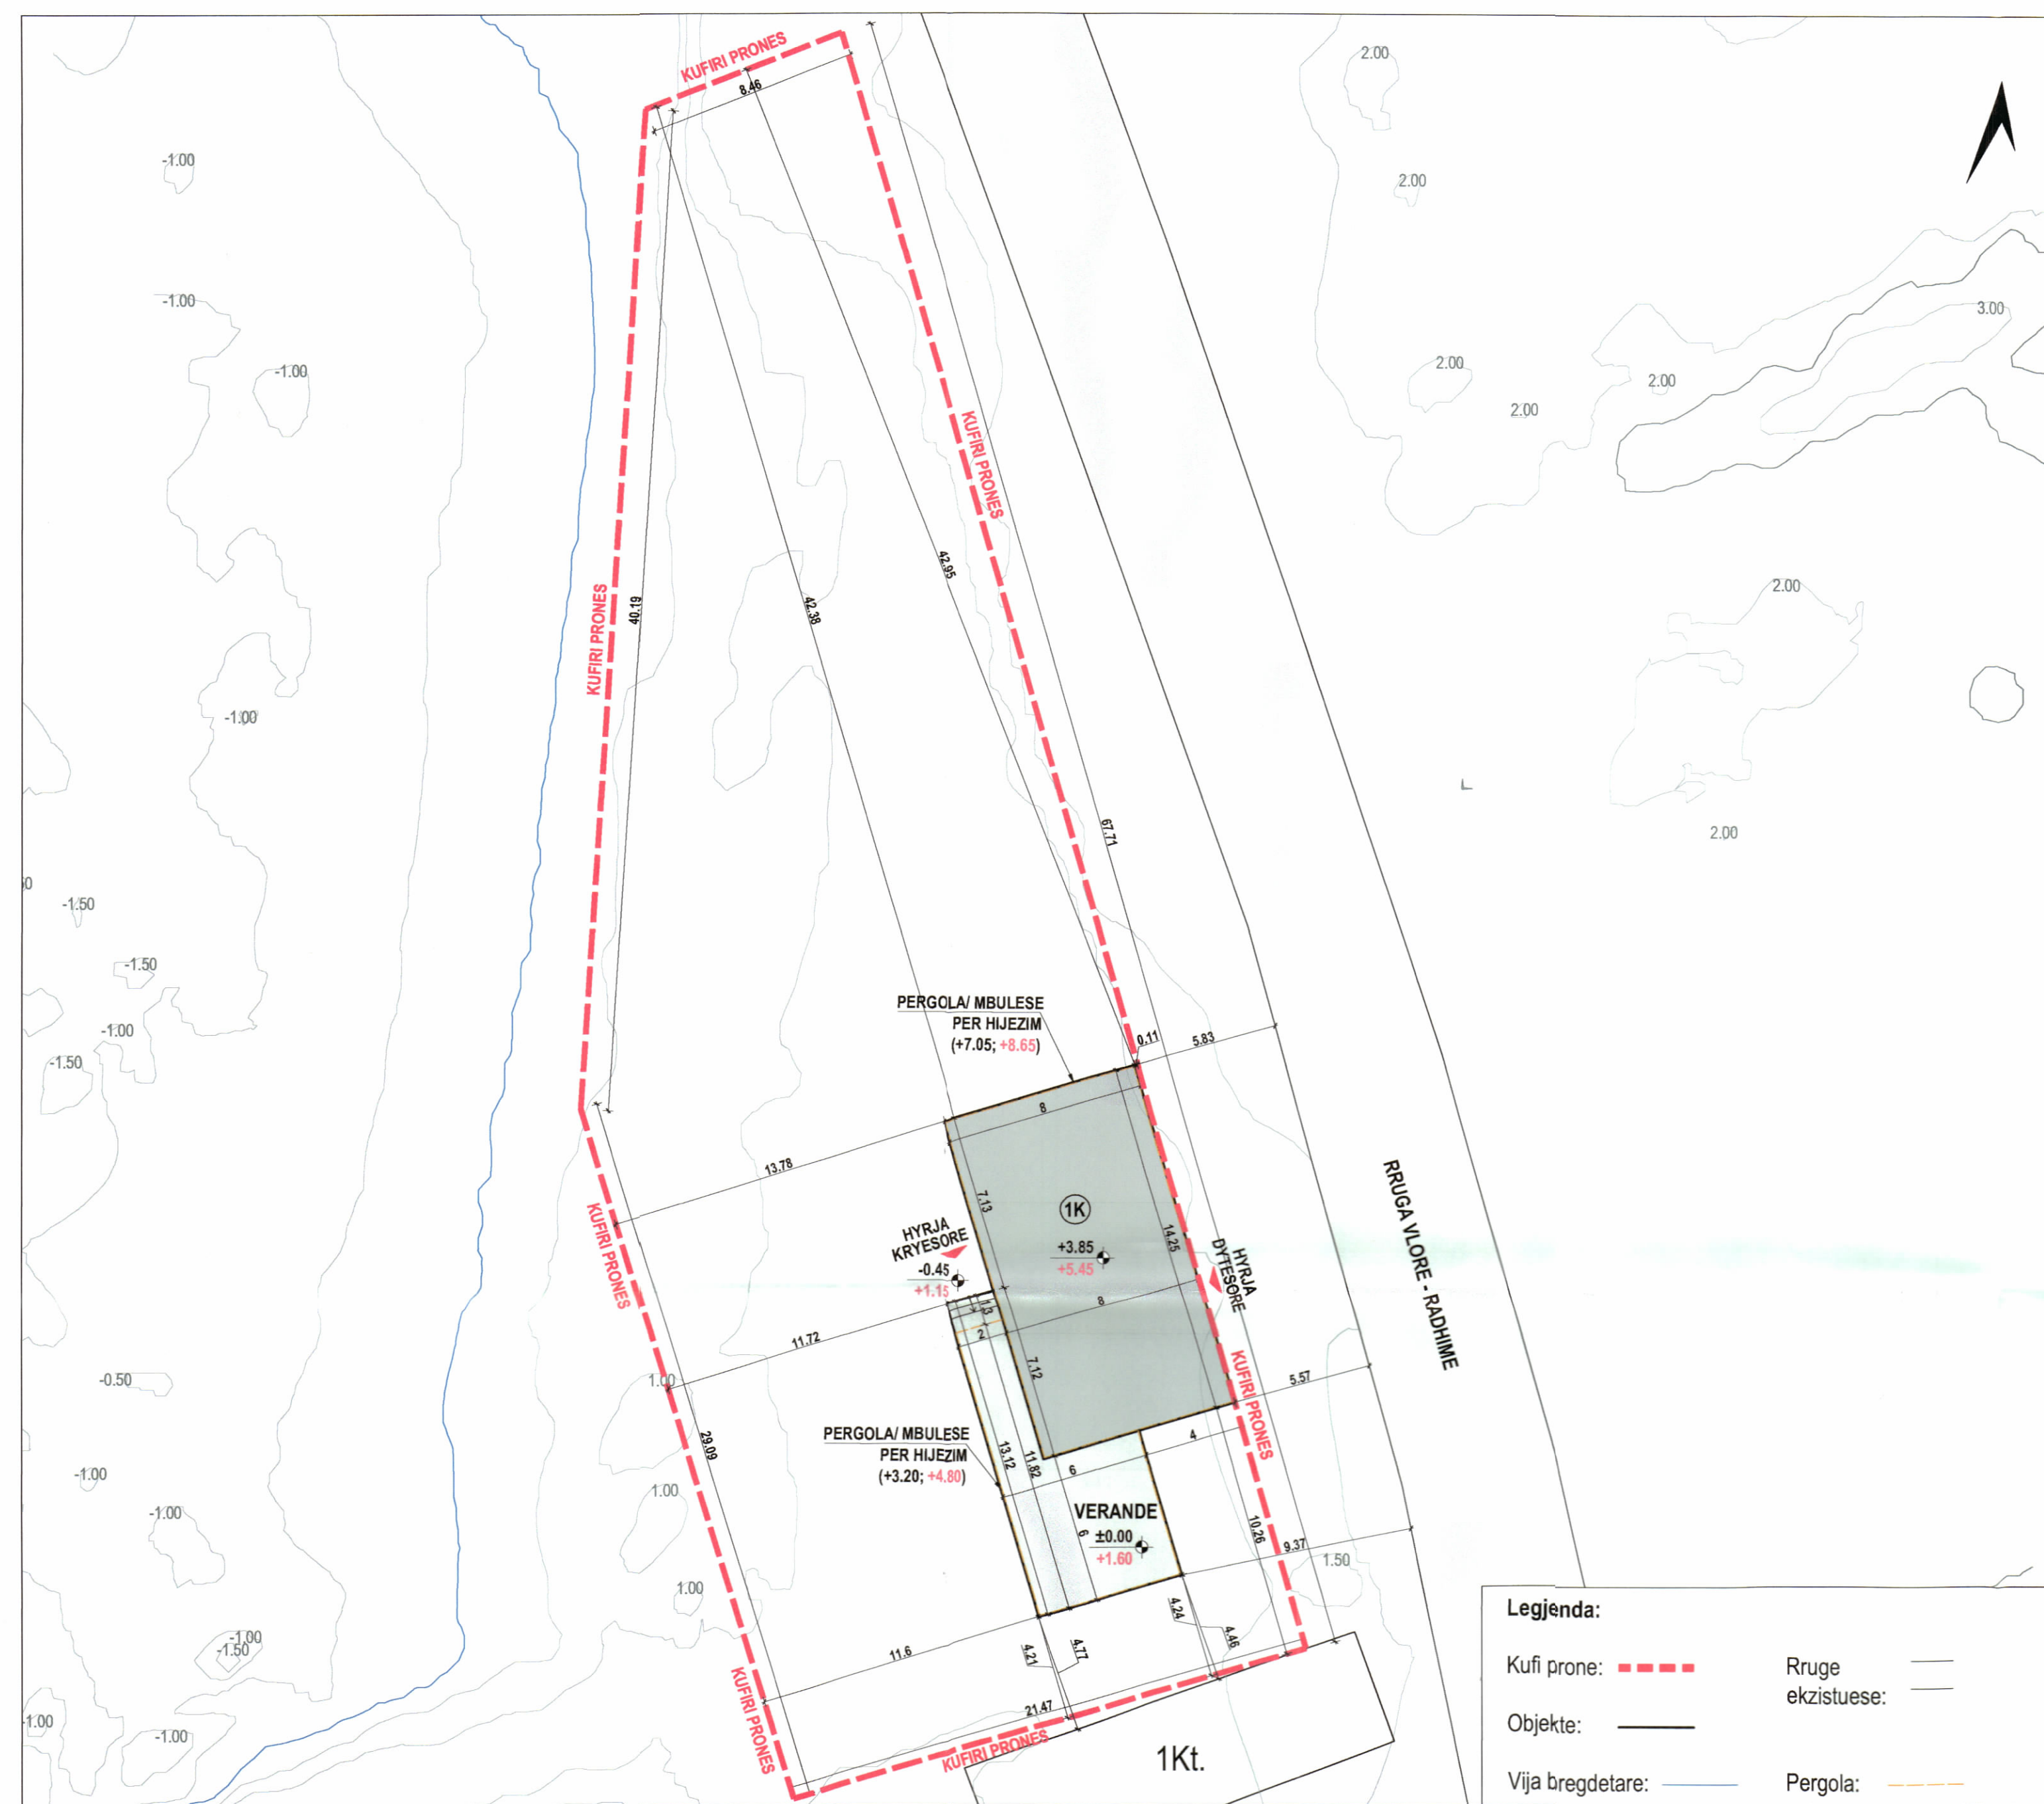 KUFIRI PRONES
8.46
2.00
-1.00
2.00
-1.00
3.00
-1.00
2.00
2.00
2.00
KUFIRI PRONES
42.95
40.19
42.38
KUFIRI PRONES
2.00
-1.00
67.71
2.00
-1.50
-1.50
-1.00
-1.50
PERGOLA/ MBULESE
PER HIJEZIM
(+7.05; +8.65)
0.11
5.83
8
13.78
7.13
1K
14.25
KUFIRI PRONES
HYRJA
KRYESORE
-0.45
+1.15
+3.85
+5.45
HYRJA
DYTESORE
RRUGA VLORE - RADHIME
1.3
8
2
11.72
7.12
-0.50
1.00
KUFIRI PRONES
5.57
29.09
PERGOLA/ MBULESE
PER HIJEZIM
(+3.20; +4.80)
13.12
11.82
6
4
-1.00
1.00
-1.00
VERANDE
±0.00
+1.60
6
10.26
9.37
1.50
1.00
-1.00
-1.50
11.6
4.21
4.77
4.24
4.46
21.47
KUFIRI PRONES
KUFIRI PRONES
-1.00
-1.00
1Kt.
Legjenda:
Kufi prone:
Rruge
ekzistuese:
Objekte:
Vija bregdetare:
Pergola: